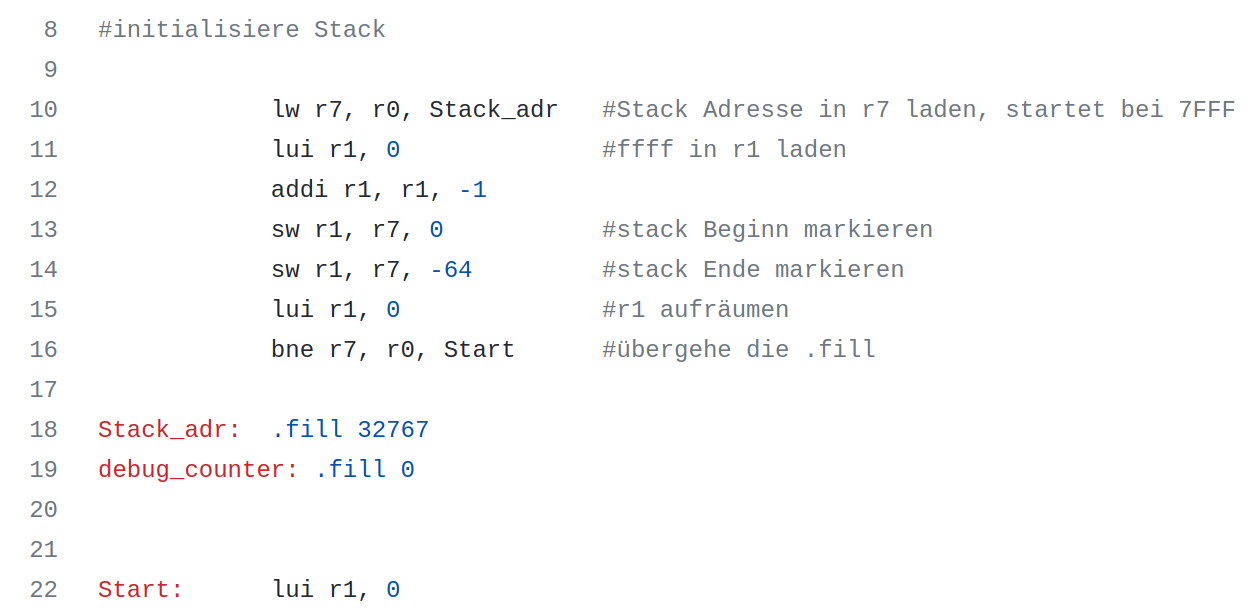 8 #initialisiere Stack
9
10 lw r7, r0, Stack_adr #Stack Adresse in r7 laden, startet bei 7FFF
11 lui r1, 0 #ffff in r1 laden
12 addi r1, r1, -1
13 sw r1, r7, 0 #stack Beginn markieren
14 sw r1, r7, -64 #stack Ende markieren
15 lui r1, 0 #r1 aufräumen
16 bne r7, r0, Start #übergehe die .fill
17
18 Stack_adr: .fill 32767
19 debug_counter: .fill 0
20
21
22 Start: lui r1, 0